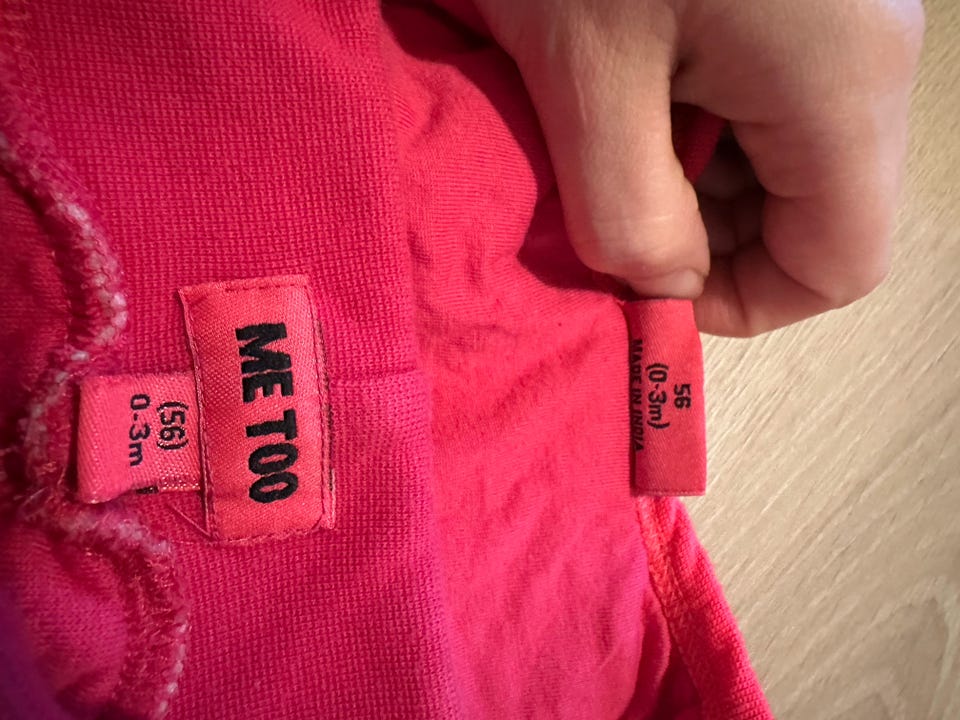 ME TOO
(56)
0-3m
56
(0-3m)
MADE IN INDIA